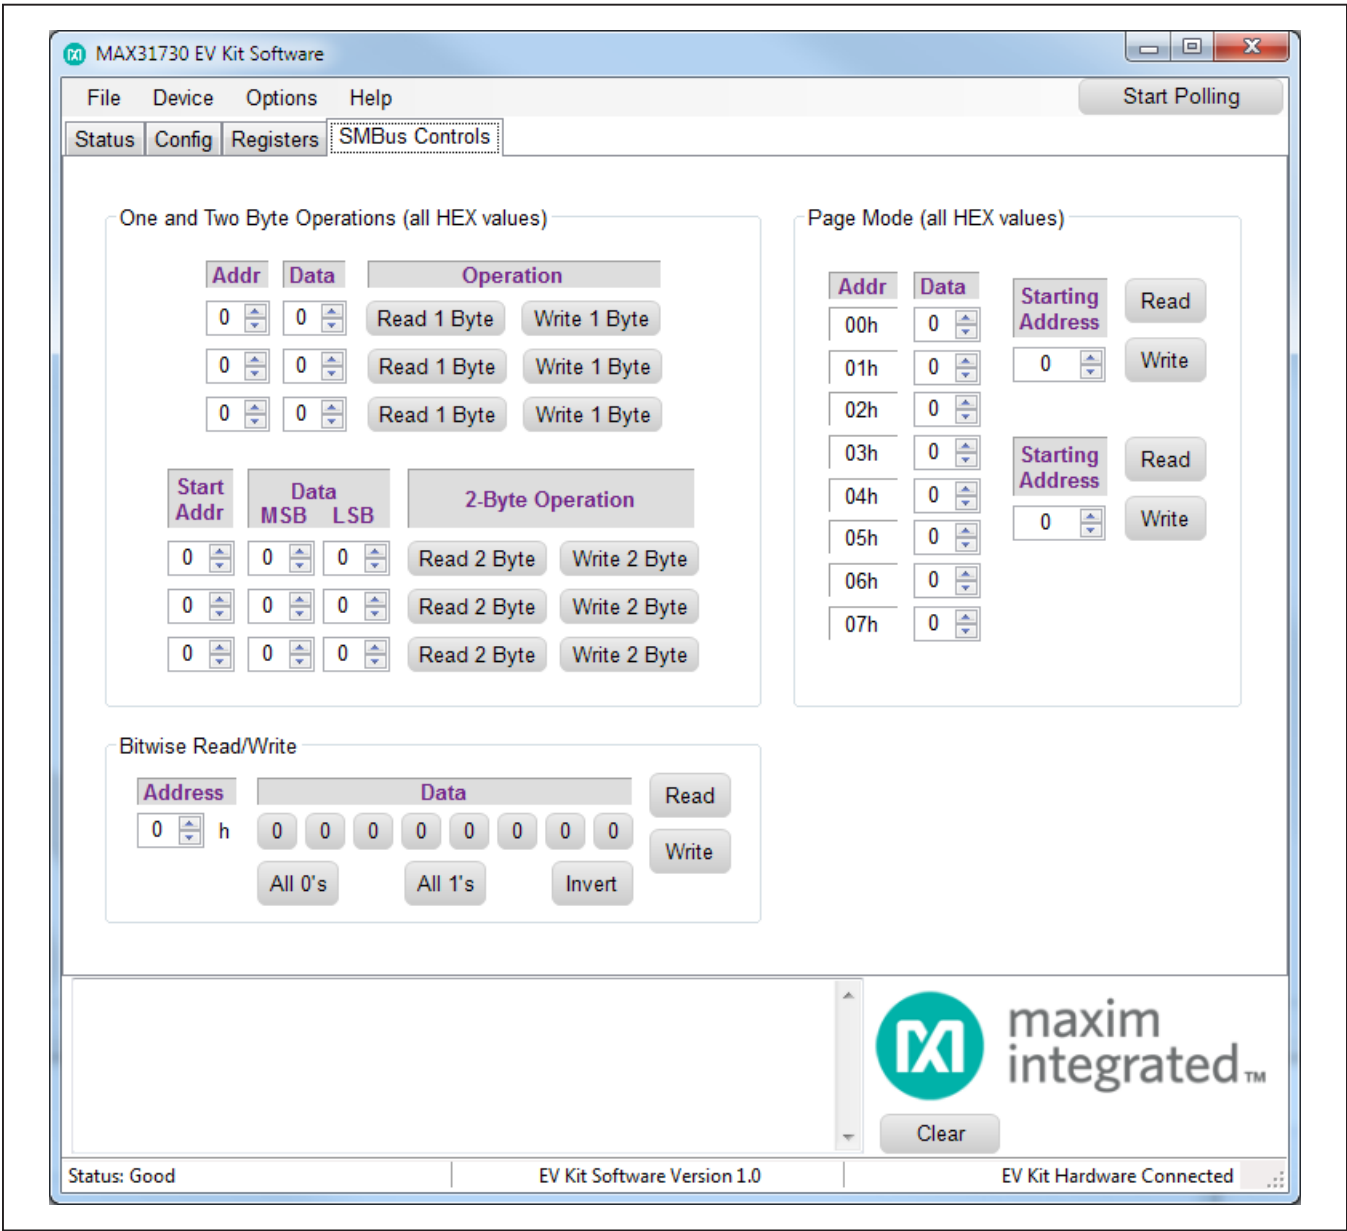 MAX31730 EV Kit Software
File Device Options Help Start Polling
Status Config Registers SMBus Controls
One and Two Byte Operations (all HEX values)
Addr Data Operation
0 0 Read 1 Byte Write 1 Byte
0 0 Read 1 Byte Write 1 Byte
0 0 Read 1 Byte Write 1 Byte
Start Addr Data MSB LSB 2-Byte Operation
0 0 0 Read 2 Byte Write 2 Byte
0 0 0 Read 2 Byte Write 2 Byte
0 0 0 Read 2 Byte Write 2 Byte
Page Mode (all HEX values)
Addr Data
00h 0
01h 0
02h 0
03h 0
04h 0
05h 0
06h 0
07h 0
Starting Address
0
Read
Write
Starting Address
0
Read
Write
Bitwise Read/Write
Address Data
0 h 0 0 0 0 0 0 0 0
All 0's All 1's Invert
Read
Write
maxim
integrated™
Clear
Status: Good EV Kit Software Version 1.0 EV Kit Hardware Connected